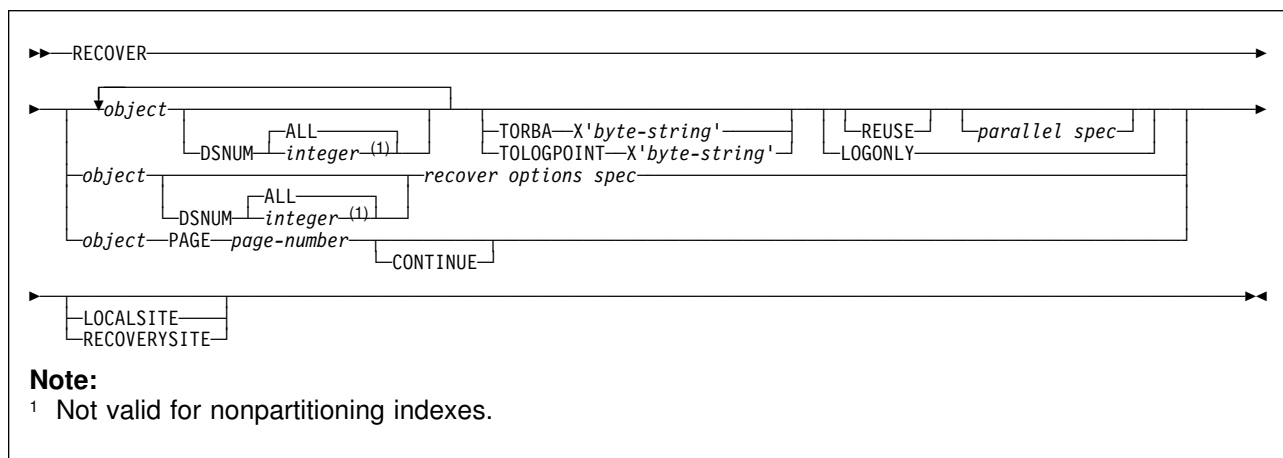 RECOVER
object
DSNUM ALL integer (1)
TORBA X'byte-string'
TOLOGPOINT X'byte-string'
REUSE parallel spec
LOGONLY
object DSNUM ALL integer (1) recover options spec
object PAGE page-number CONTINUE
LOCALSITE
RECOVERYSITE
Note:
1 Not valid for nonpartitioning indexes.